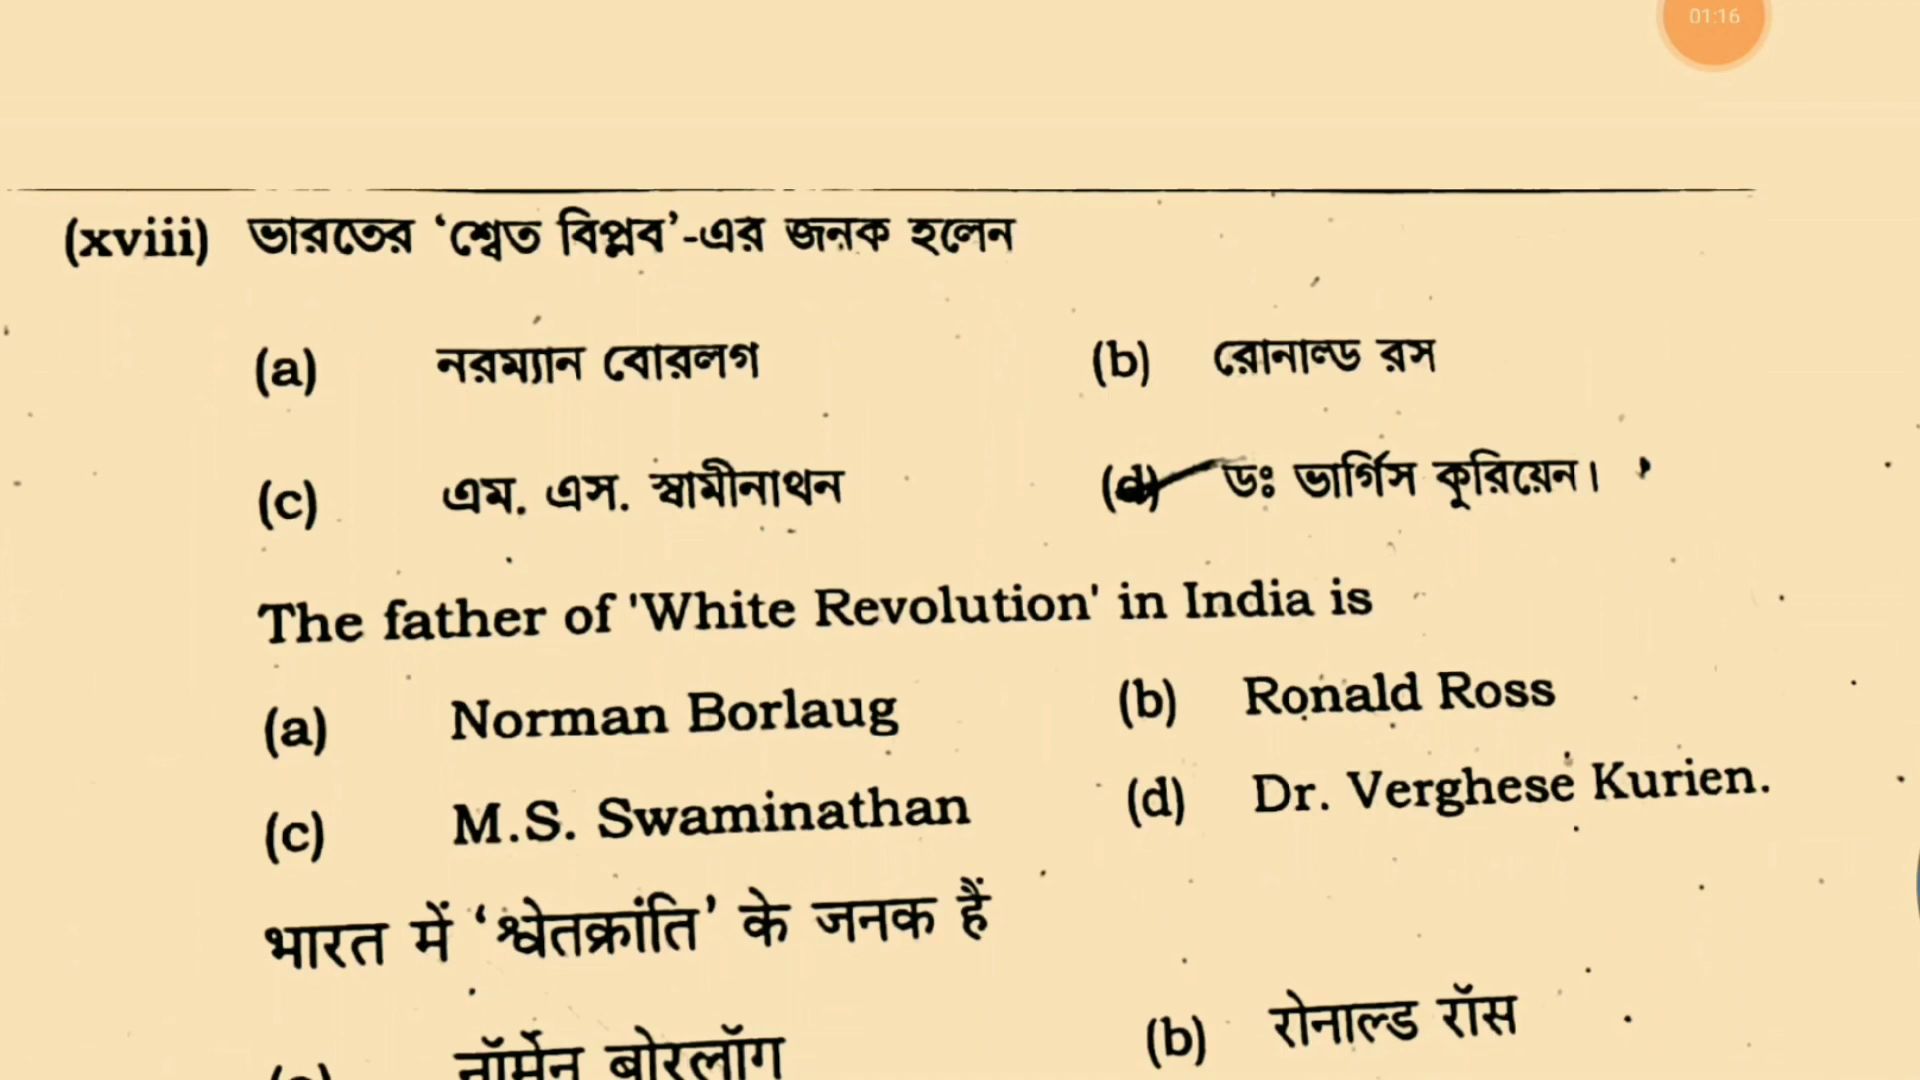 01:16
(xviii) ভারতের ‘শ্বেত বিপ্লব’-এর জনক হলেন
(a) নরম্যান বোরলগ (b) রোনাল্ড রস
(c) এম. এস. স্বামীনাথন (d) ডঃ ভার্গিস কুরিয়েন।
The father of 'White Revolution' in India is
(a) Norman Borlaug (b) Ronald Ross
(c) M.S. Swaminathan (d) Dr. Verghese Kurien.
भारत में ‘श्वेतक्रांति’ के जनक हैं
(a) नॉर्मेन बोरलॉग (b) रोनाल्ड रॉस